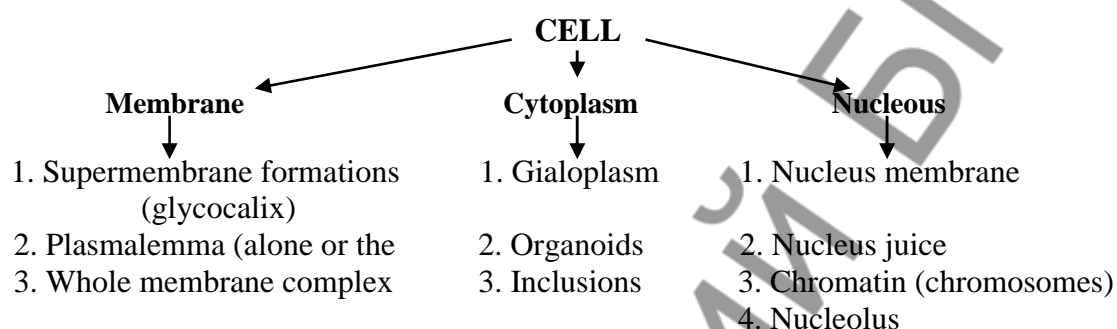 CELL
Membrane Cytoplasm Nucleous
1. Supermembrane formations 1. Gialoplasm 1. Nucleus membrane
(glycocalix)
2. Plasmalemma (alone or the 2. Organoids 2. Nucleus juice
3. Whole membrane complex 3. Inclusions 3. Chromatin (chromosomes)
4. Nucleolus